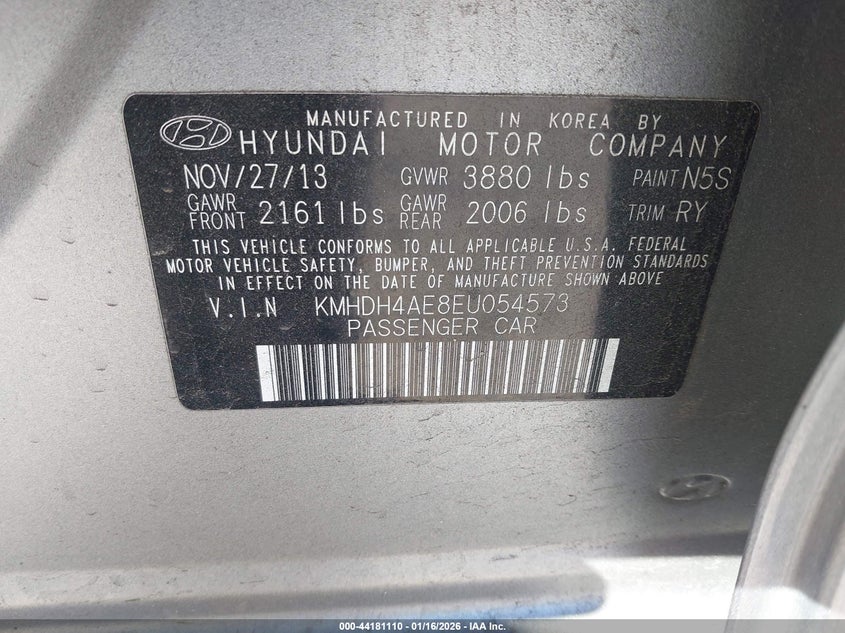 MANUFACTURED IN KOREA BY
HYUNDAI MOTOR COMPANY
NOV/27/13 GVWR 3880 lbs PAINT N5S
GAWR FRONT 2161 lbs GAWR REAR 2006 lbs TRIM RY
THIS VEHICLE CONFORMS TO ALL APPLICABLE U.S.A. FEDERAL
MOTOR VEHICLE SAFETY, BUMPER, AND THEFT PREVENTION STANDARDS
IN EFFECT ON THE DATE OF MANUFACTURE SHOWN ABOVE
V.I.N KMHDH4AE8EU054573
PASSENGER CAR
000-44181110 - 01/16/2026 - IAA Inc.